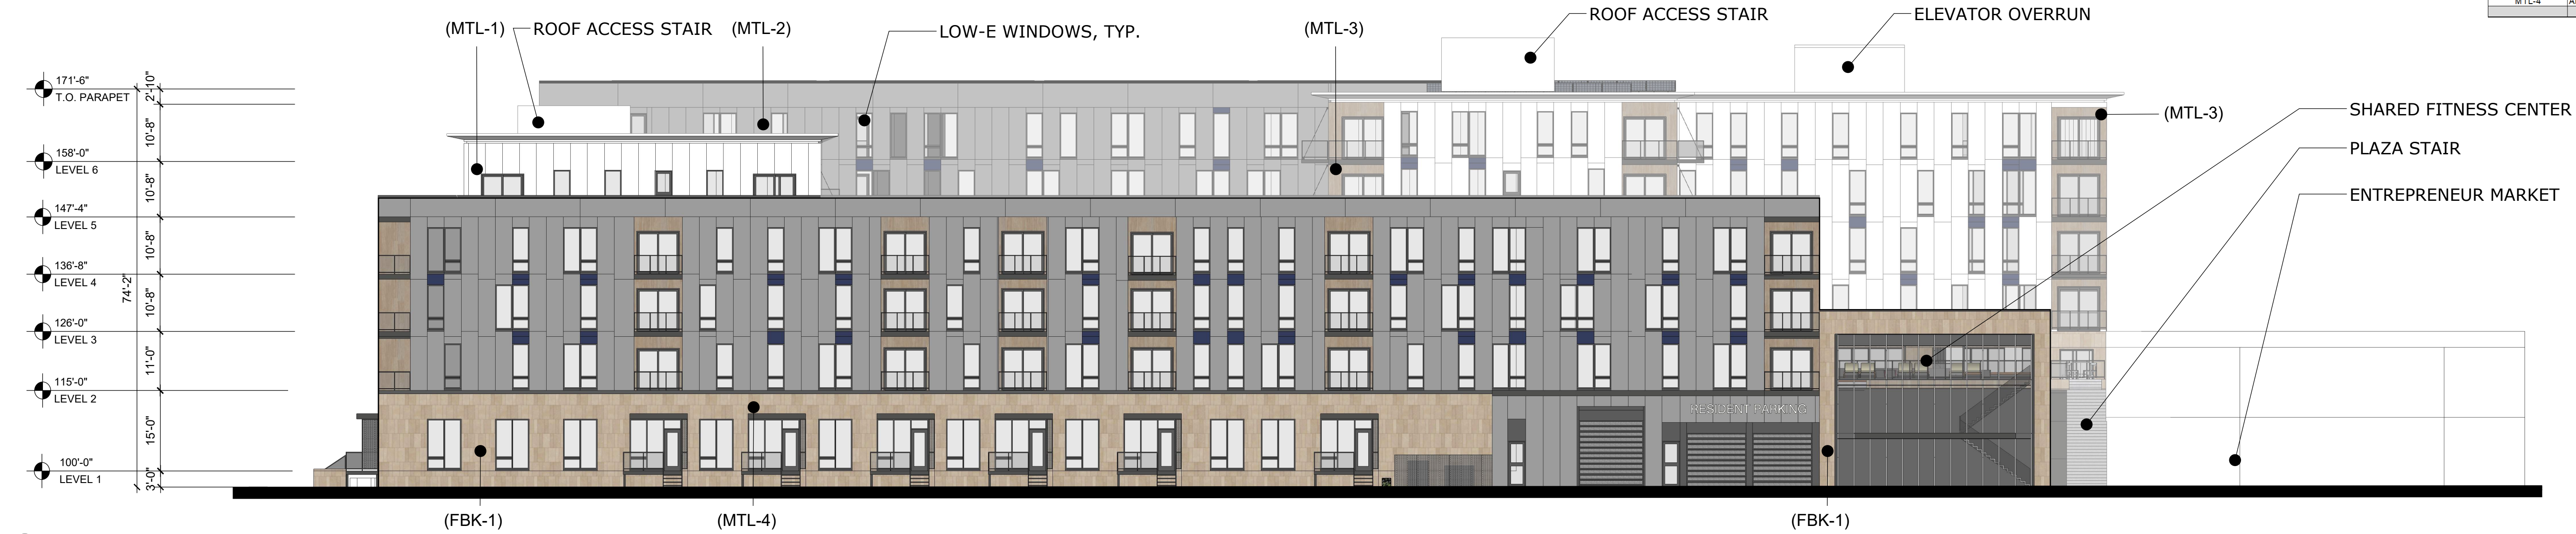 MTL-4
(MTL-1)
ROOF ACCESS STAIR
(MTL-2)
LOW-E WINDOWS, TYP.
(MTL-3)
ROOF ACCESS STAIR
ELEVATOR OVERRUN
171'-6"
T.O. PARAPET
2'-10"
10'-8"
158'-0"
LEVEL 6
10'-8"
147'-4"
LEVEL 5
10'-8"
136'-8"
LEVEL 4
74'-2"
10'-8"
126'-0"
LEVEL 3
11'-0"
115'-0"
LEVEL 2
15'-0"
100'-0"
LEVEL 1
3'-0"
(MTL-3)
SHARED FITNESS CENTER
PLAZA STAIR
ENTREPRENEUR MARKET
RESIDENT PARKING
(FBK-1)
(MTL-4)
(FBK-1)